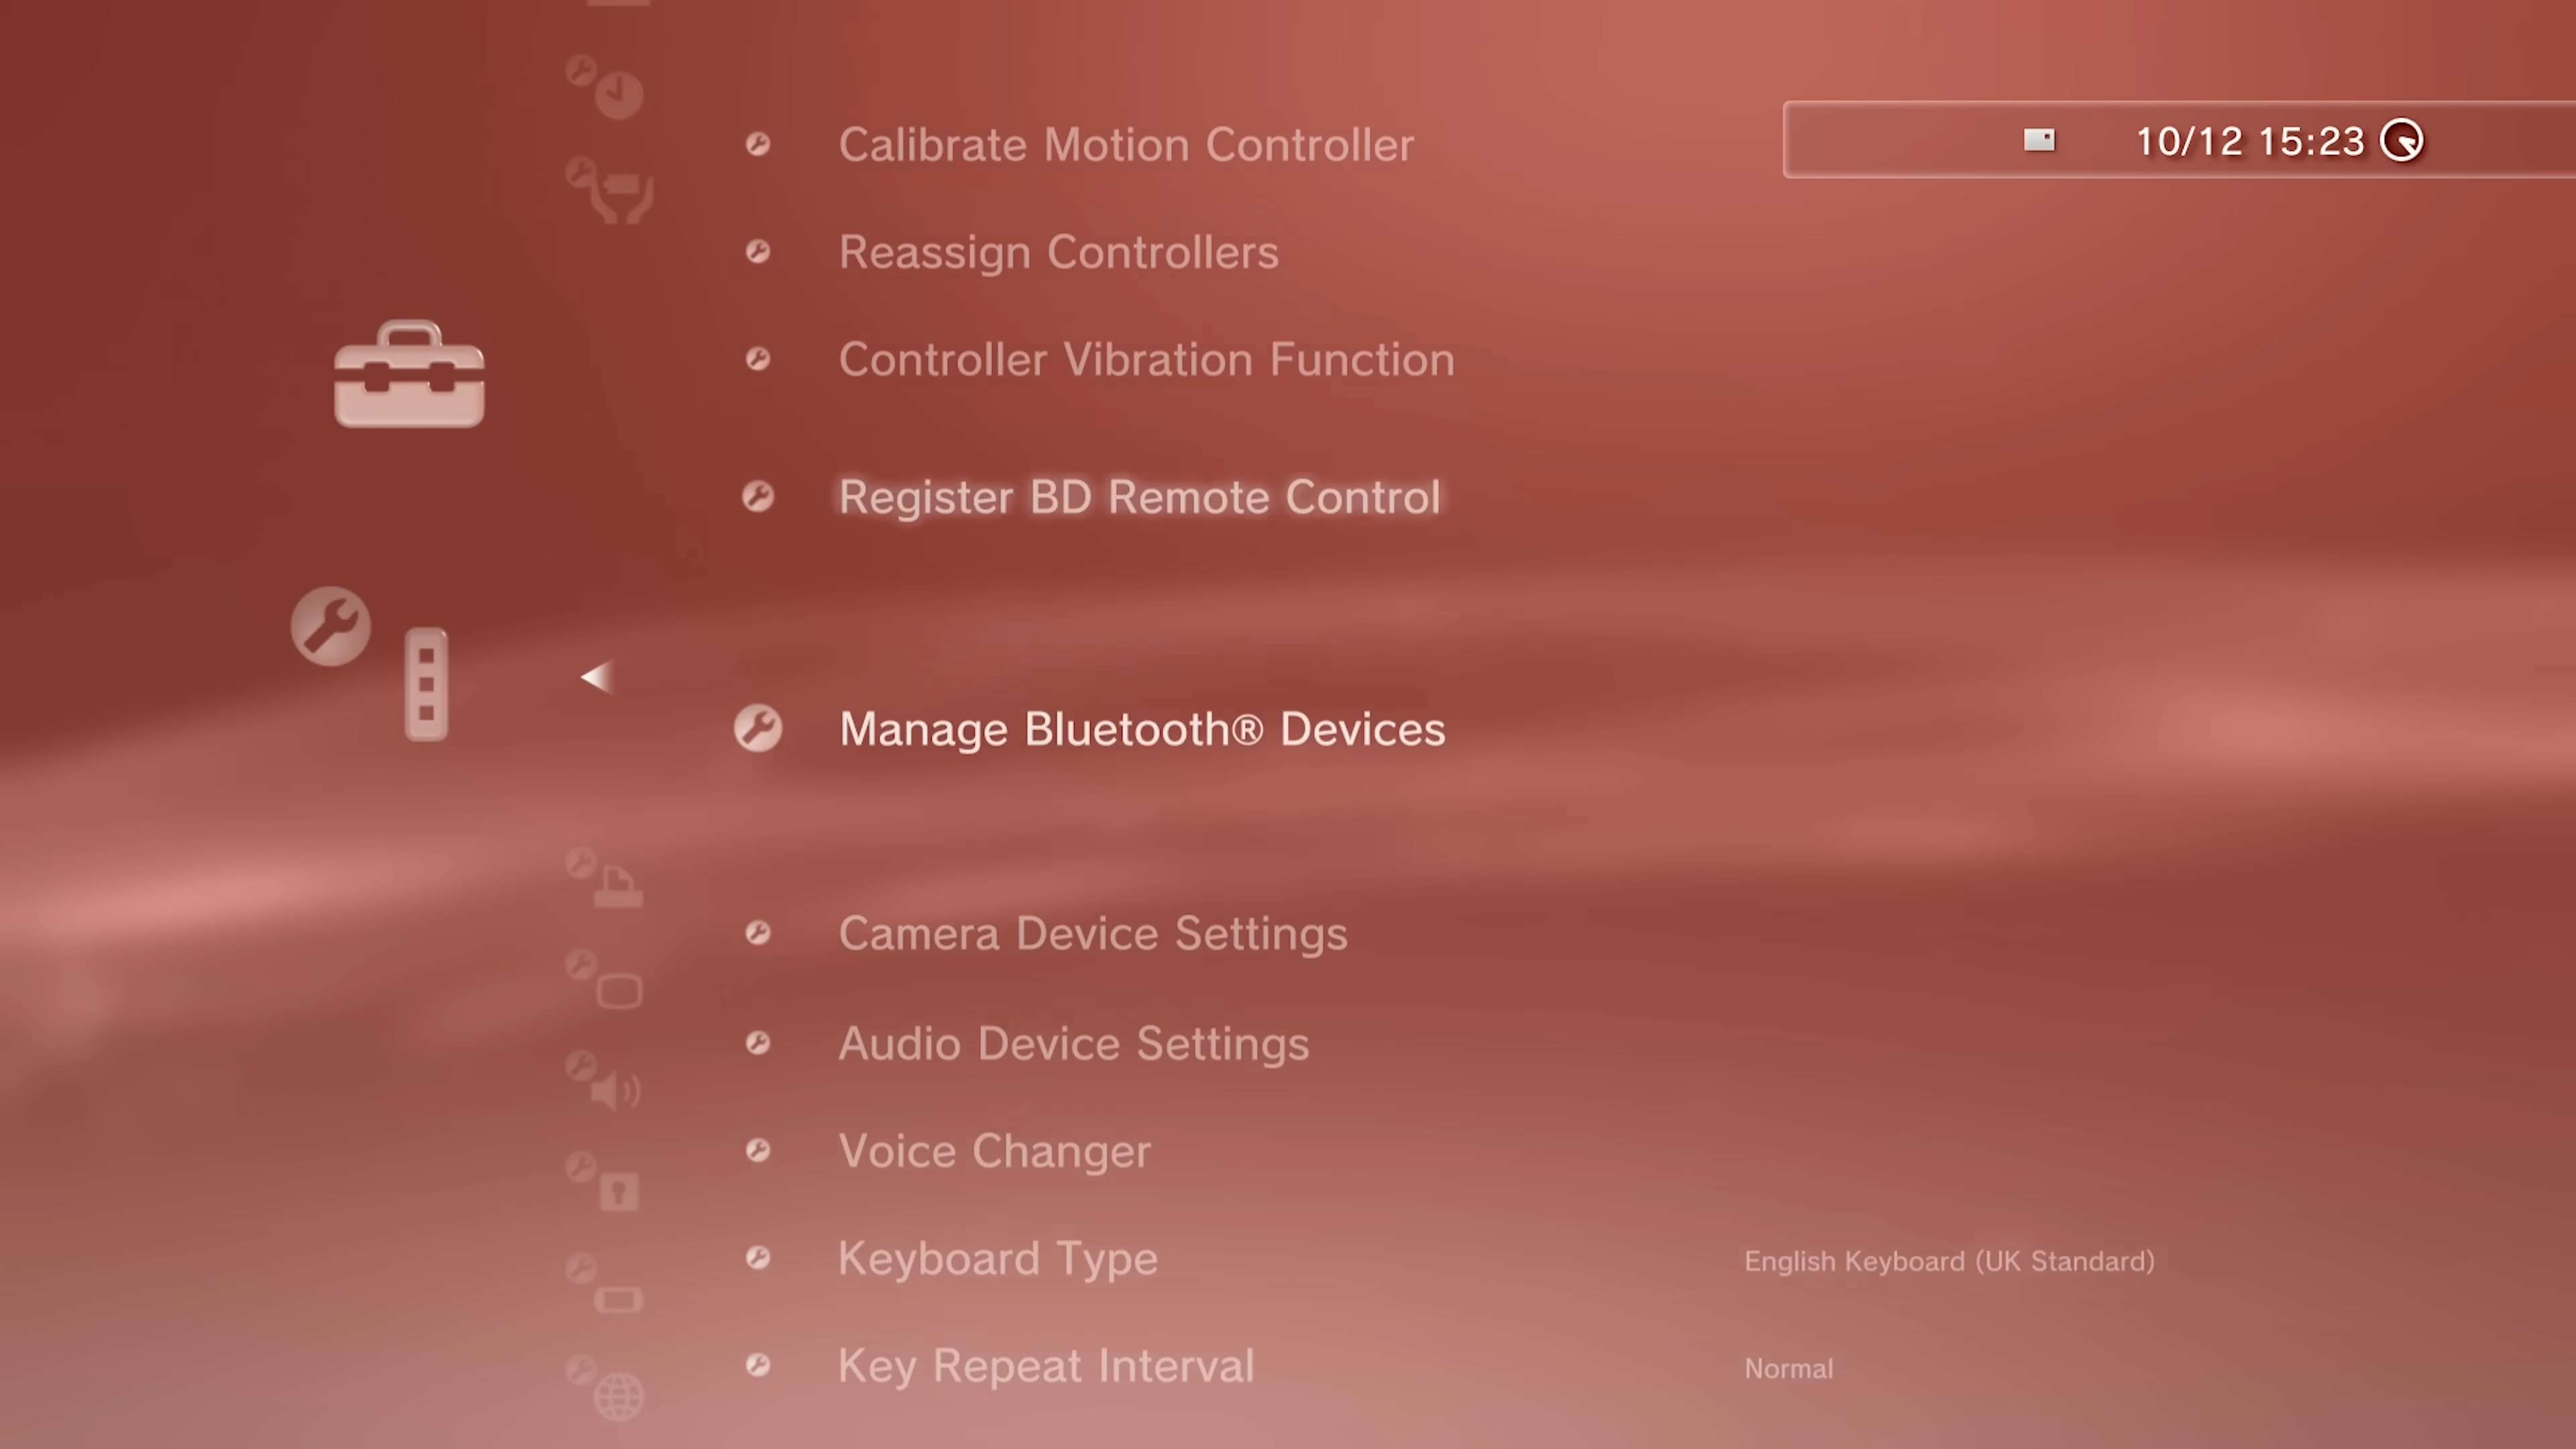 Calibrate Motion Controller
10/12 15:23
Reassign Controllers
Controller Vibration Function
Register BD Remote Control
Manage Bluetooth® Devices
Camera Device Settings
Audio Device Settings
Voice Changer
Keyboard Type English Keyboard (UK Standard)
Key Repeat Interval Normal